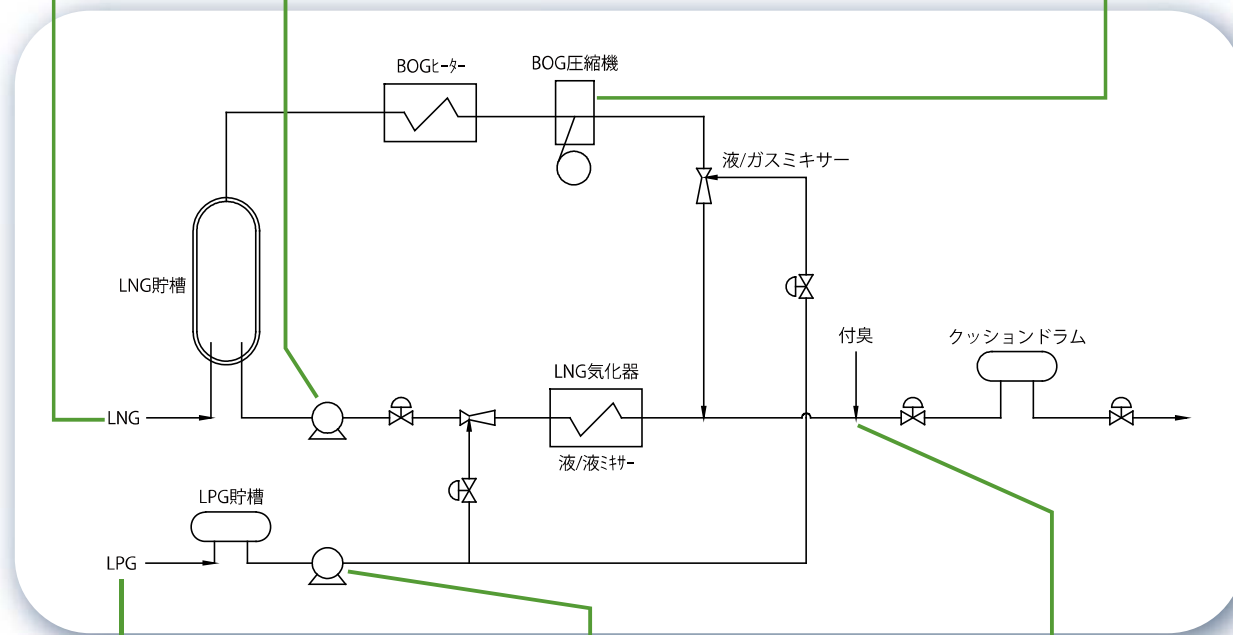 BOGﾋｰﾀｰ
BOG圧縮機
液/ガスミキサー
LNG貯槽
付臭
クッションドラム
LNG気化器
LNG
液/液ﾐｷｻｰ
LPG貯槽
LPG